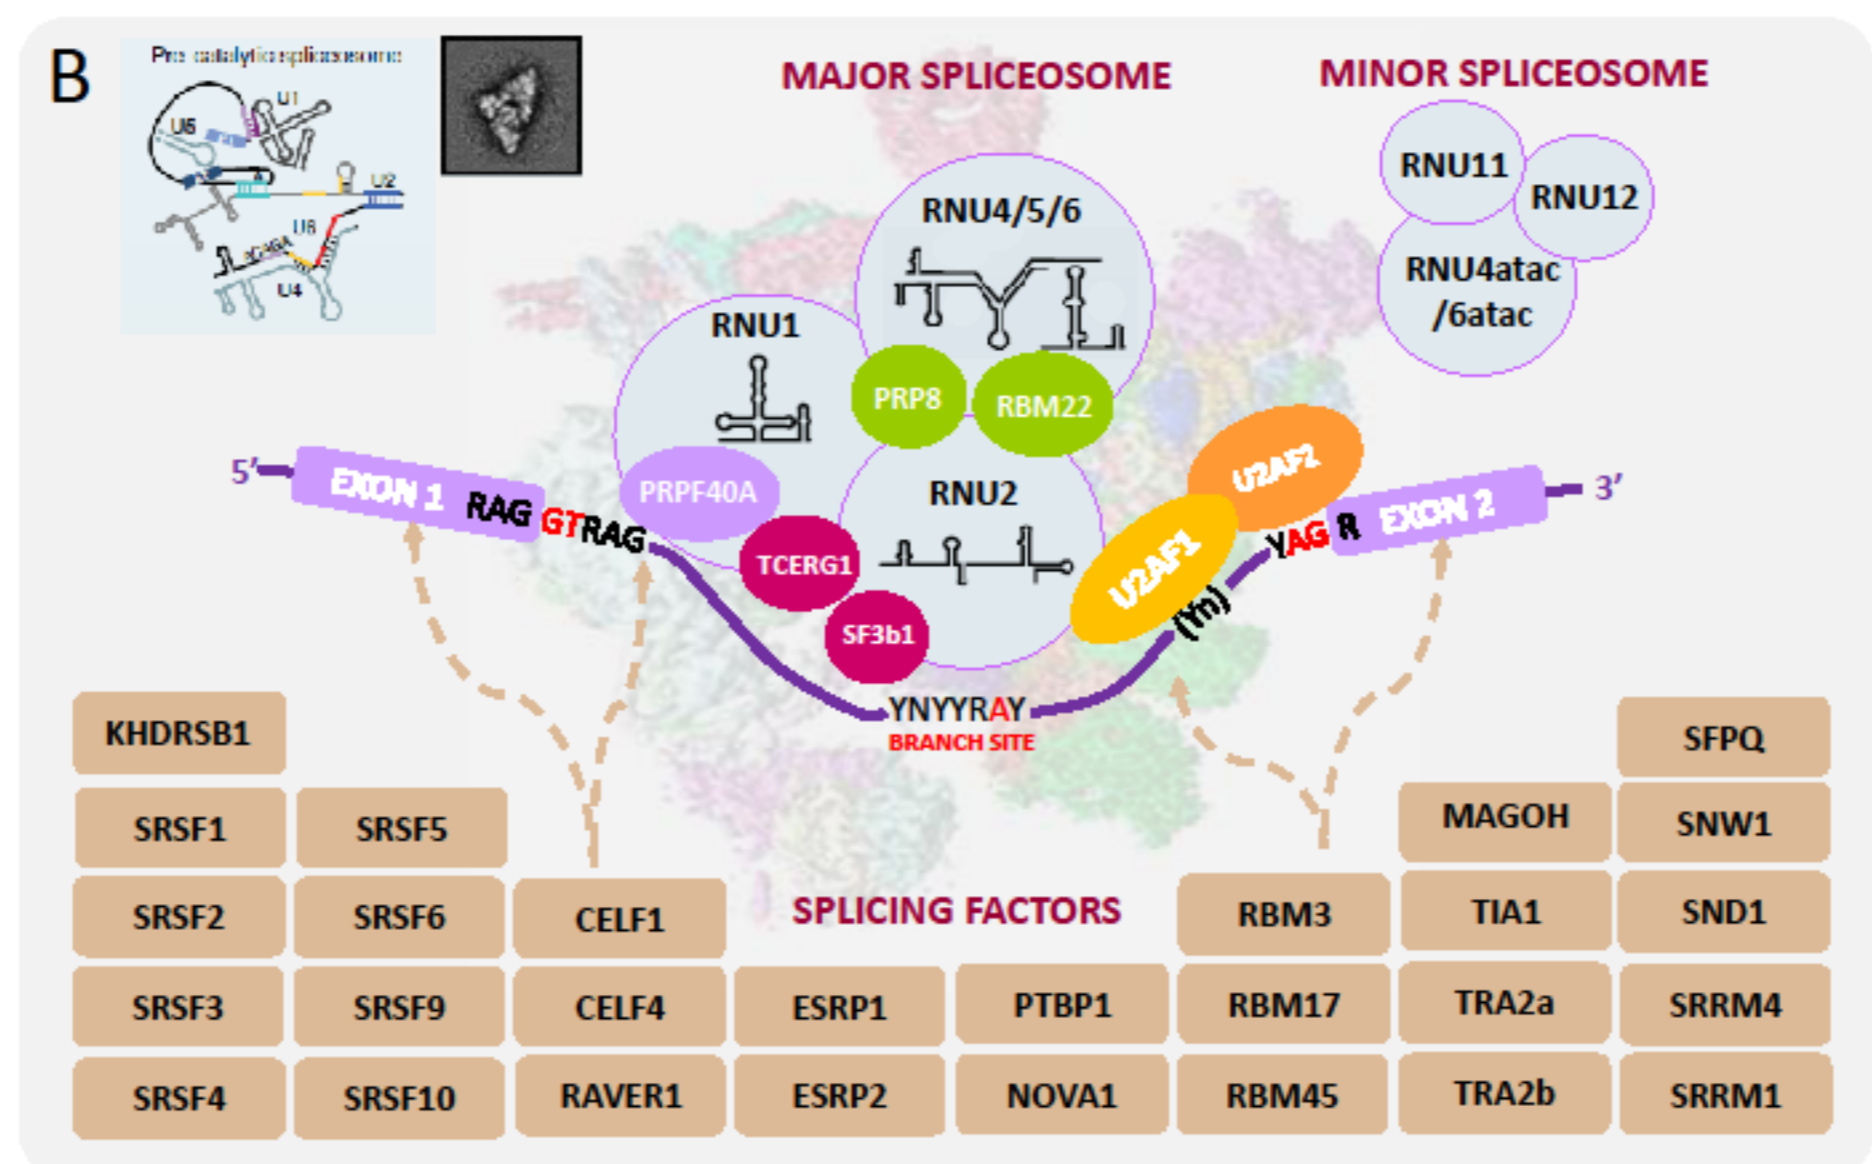 B
Pre-catalytic spliceosome
U1
U5
U2
U6
ACAGA
U4
MAJOR SPLICEOSOME
MINOR SPLICEOSOME
RNU11
RNU12
RNU4atac
/6atac
RNU4/5/6
RNU1
PRP8
RBM22
PRPF40A
RNU2
TCERG1
SF3b1
U2AF2
U2AF1
5’
EXON 1 RAG GTRAG
(Yn)
YAG R EXON 2
3’
YNYYRAY
BRANCH SITE
SPLICING FACTORS
KHDRSB1
SRSF1
SRSF2
SRSF3
SRSF4
SRSF5
SRSF6
SRSF9
SRSF10
CELF1
CELF4
RAVER1
ESRP1
ESRP2
PTBP1
NOVA1
RBM3
RBM17
RBM45
MAGOH
TIA1
TRA2a
TRA2b
SFPQ
SNW1
SND1
SRRM4
SRRM1